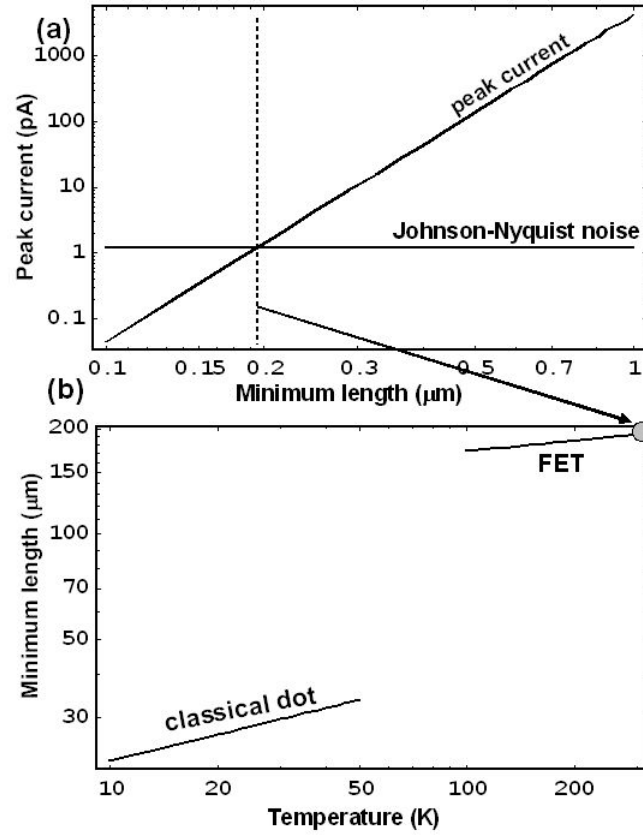 (a)
Peak current (pA)
1000
100
10
1
0.1
peak current
Johnson-Nyquist noise
0.1 0.15 0.2 0.3 0.5 0.7 1
Minimum length (μm)
(b)
Minimum length (μm)
200
150
100
70
50
30
FET
classical dot
10 20 50 100 200
Temperature (K)